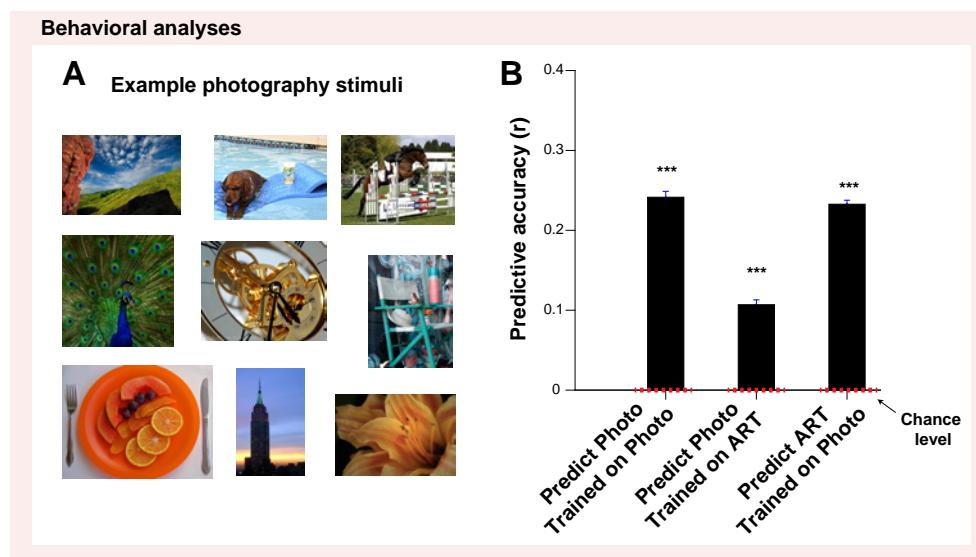 Behavioral analyses
A
Example photography stimuli
B
Predictive accuracy (r)
0.4
0.3
0.2
0.1
0
***
***
***
Predict Photo
Trained on Photo
Predict Photo
Trained on ART
Predict ART
Trained on Photo
Chance
level